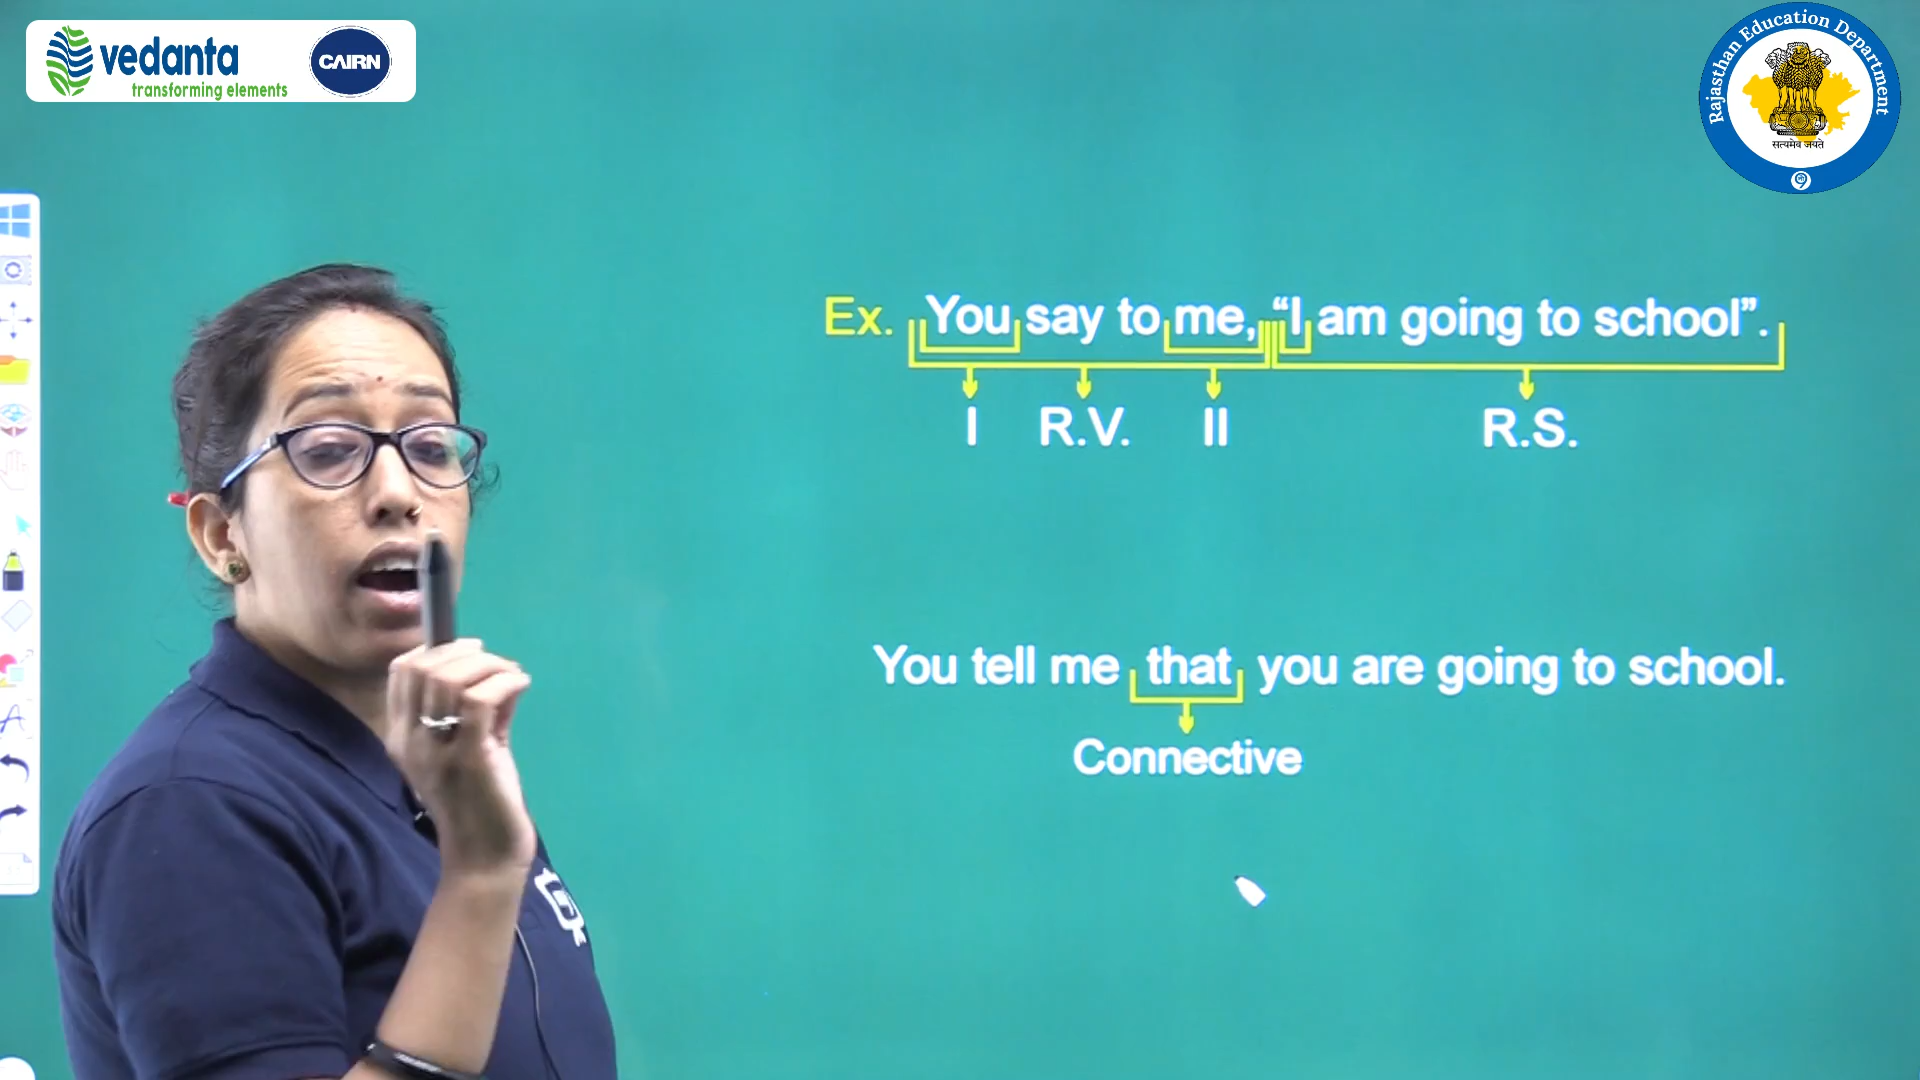 vedanta
transforming elements
CAIRN
Rajasthan Education Department
सत्यमेव जयते
Ex. You say to me, “I am going to school”.
I R.V. II R.S.
You tell me that you are going to school.
Connective